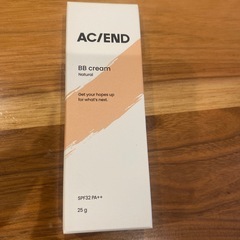 AC/END
BB cream
Natural
Get your hopes up
for what's next.
SPF32 PA++
25 g